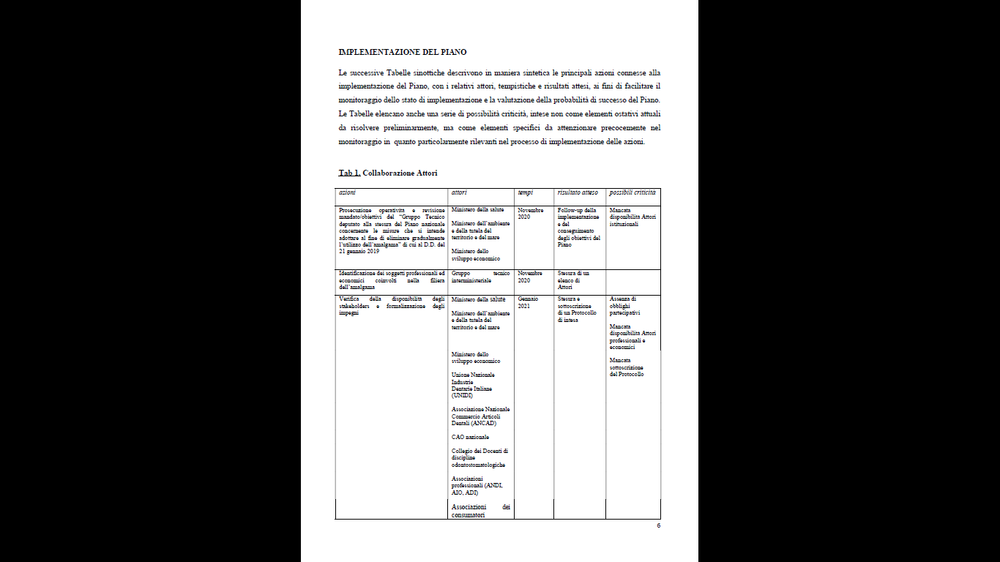 IMPLEMENTAZIONE DEL PIANO
Le successive Tabelle sinottiche descrivono in maniera sintetica le principali azioni connesse alla
implementazione del Piano, con i relativi attori, tempistiche e risultati attesi, ai fini di facilitare il
monitoraggio dello stato di implementazione e la valutazione della probabilità di successo del Piano.
Le Tabelle elencano anche una serie di possibilità criticità, intese non come elementi ostativi attuali
da risolvere preliminarmente, ma come elementi specifici da attenzionare precocemente nel
monitoraggio in quanto particolarmente rilevanti nel processo di implementazione delle azioni.
Tab 1. Collaborazione Attori
azioni
attori
tempi
risultato atteso
possibili criticità
Prosecuzione operatività e revisione
mandato/obiettivi del "Gruppo Tecnico
deputato alla stesura del Piano nazionale
concernente le misure che si intende
adottare al fine di eliminare gradualmente
l'utilizzo dell'amalgama" di cui al D.D. del
21 gennaio 2019
Ministero della salute
Ministero dell'ambiente
e della tutela del
territorio e del mare
Ministero dello
sviluppo economico
Novembre
2020
Follow-up della
implementazione
e del
conseguimento
degli obiettivi del
Piano
Mancata
disponibilità Attori
istituzionali
Identificazione dei soggetti professionali ed
economici coinvolti nella filiera
dell'amalgama
Gruppo tecnico
interministeriale
Novembre
2020
Stesura di un
elenco di
Attori
Verifica della disponibilità degli
stakeholders e formalizzazione degli
impegni
Ministero della salute
Ministero dell'ambiente
e della tutela del
territorio e del mare
Ministero dello
sviluppo economico
Unione Nazionale
Industrie
Dentarie Italiane
(UNIDI)
Associazione Nazionale
Commercio Articoli
Dentali (ANCAD)
CAO nazionale
Collegio dei Docenti di
discipline
odontostomatologiche
Associazioni
professionali (ANDI,
AIO, ADI)
Associazioni dei
consumatori
Gennaio
2021
Stesura e
sottoscrizione
di un Protocollo
di intesa
Assenza di
obblighi
partecipativi
Mancata
disponibilità Attori
professionali e
economici
Mancata
sottoscrizione
del Protocollo
6